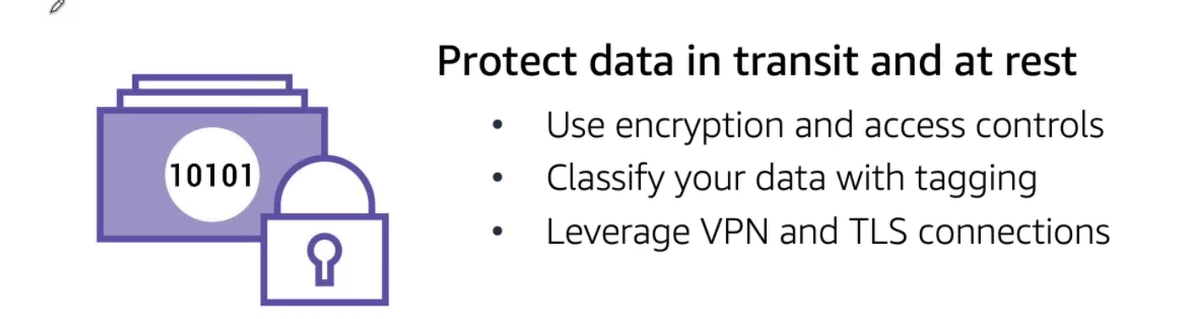 Protect data in transit and at rest
• Use encryption and access controls
• Classify your data with tagging
• Leverage VPN and TLS connections
10101